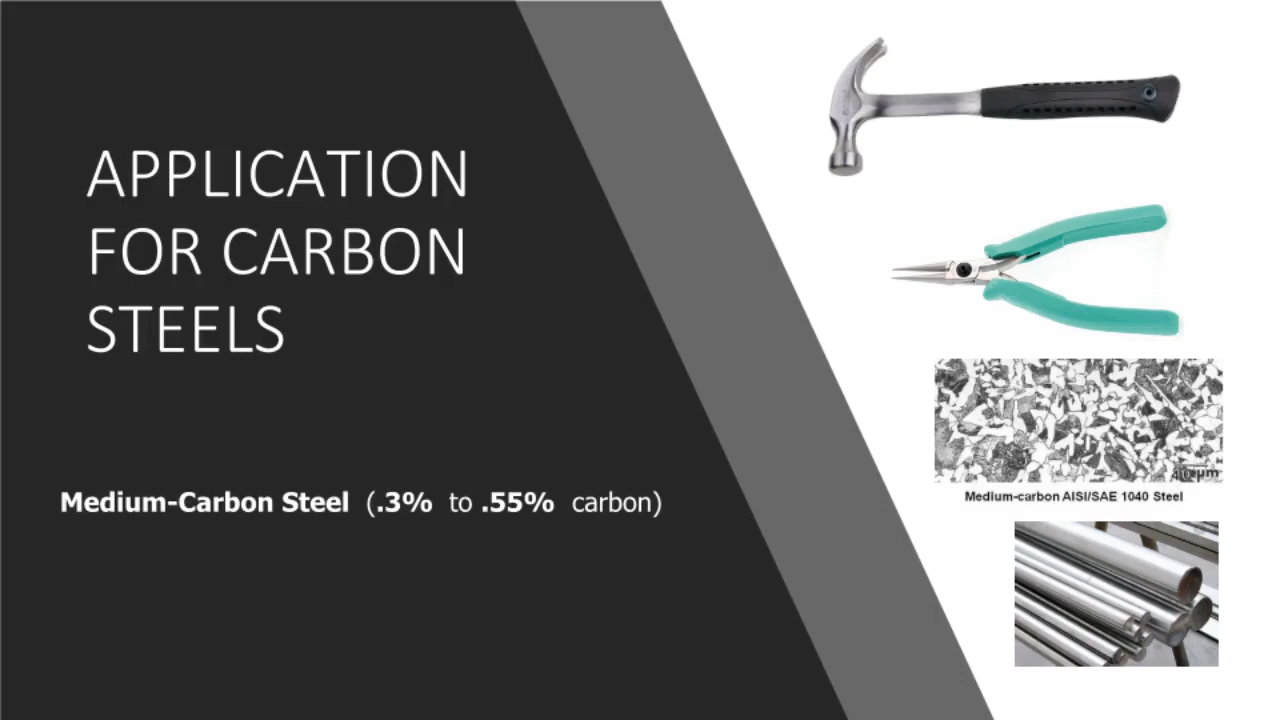 APPLICATION
FOR CARBON
STEELS
Medium-Carbon Steel (.3% to .55% carbon)
Medium-carbon AISI/SAE 1040 Steel